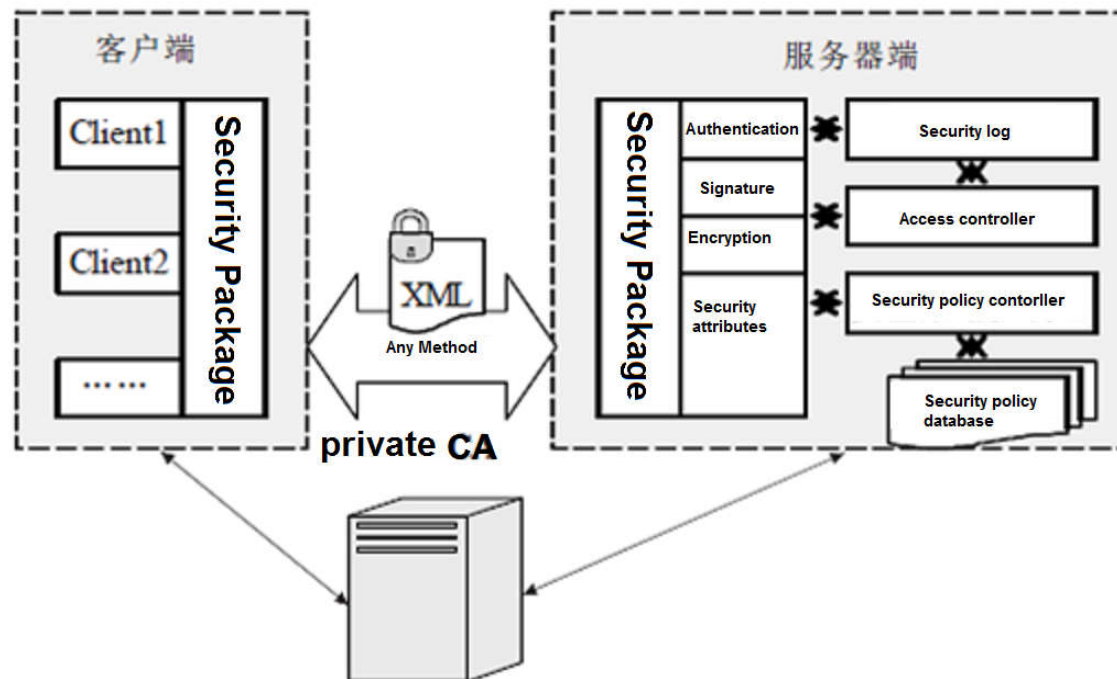 客户端
Client1
Client2
……
Security Package
XML
Any Method
private CA
服务器端
Security Package
Authentication
Signature
Encryption
Security
attributes
Security log
Access controller
Security policy contorller
Security policy
database